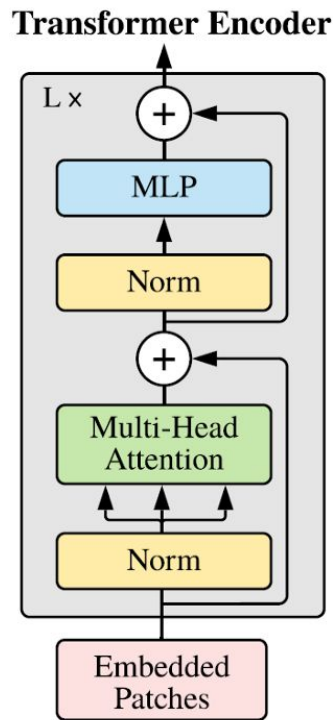 Transformer Encoder
L ×
+
MLP
Norm
+
Multi-Head
Attention
Norm
Embedded
Patches